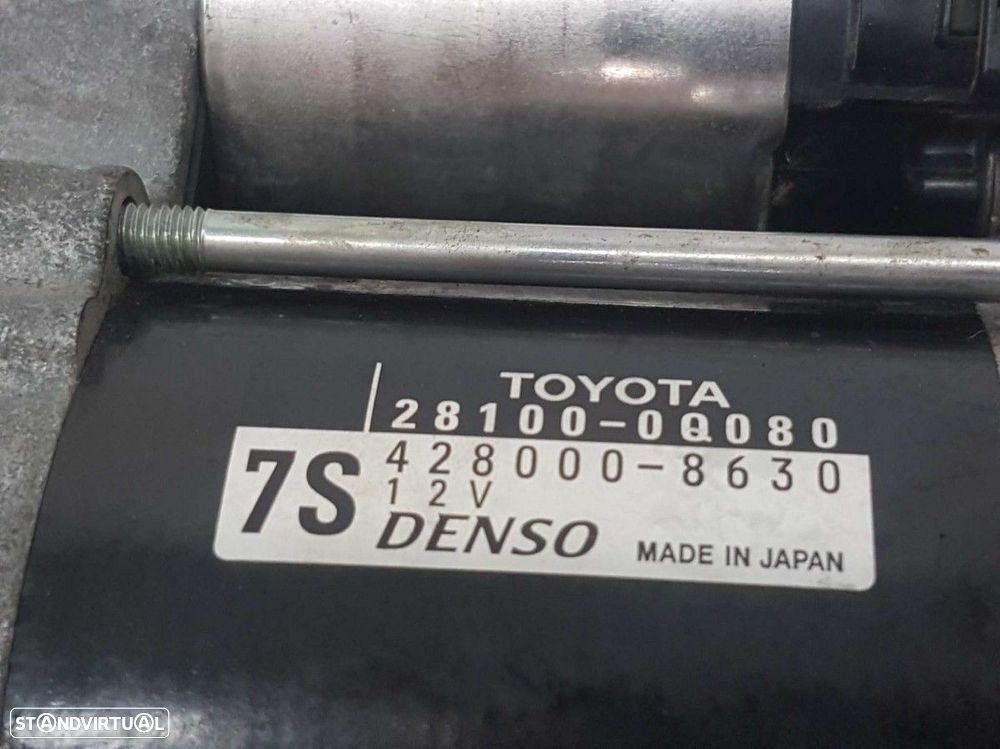 TOYOTA
28100-0Q080
7S
428000-8630
12V
DENSO MADE IN JAPAN
STANDVIRTUAL